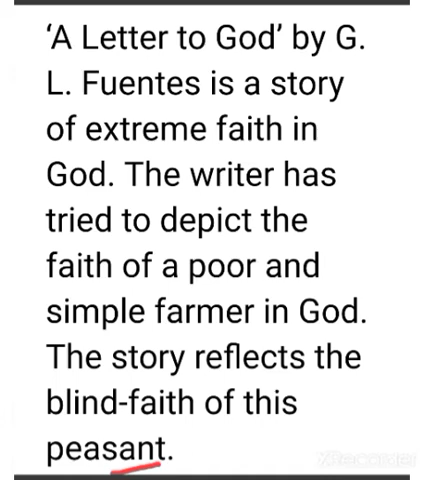 ‘A Letter to God’ by G.
L. Fuentes is a story
of extreme faith in
God. The writer has
tried to depict the
faith of a poor and
simple farmer in God.
The story reflects the
blind-faith of this
peasant.